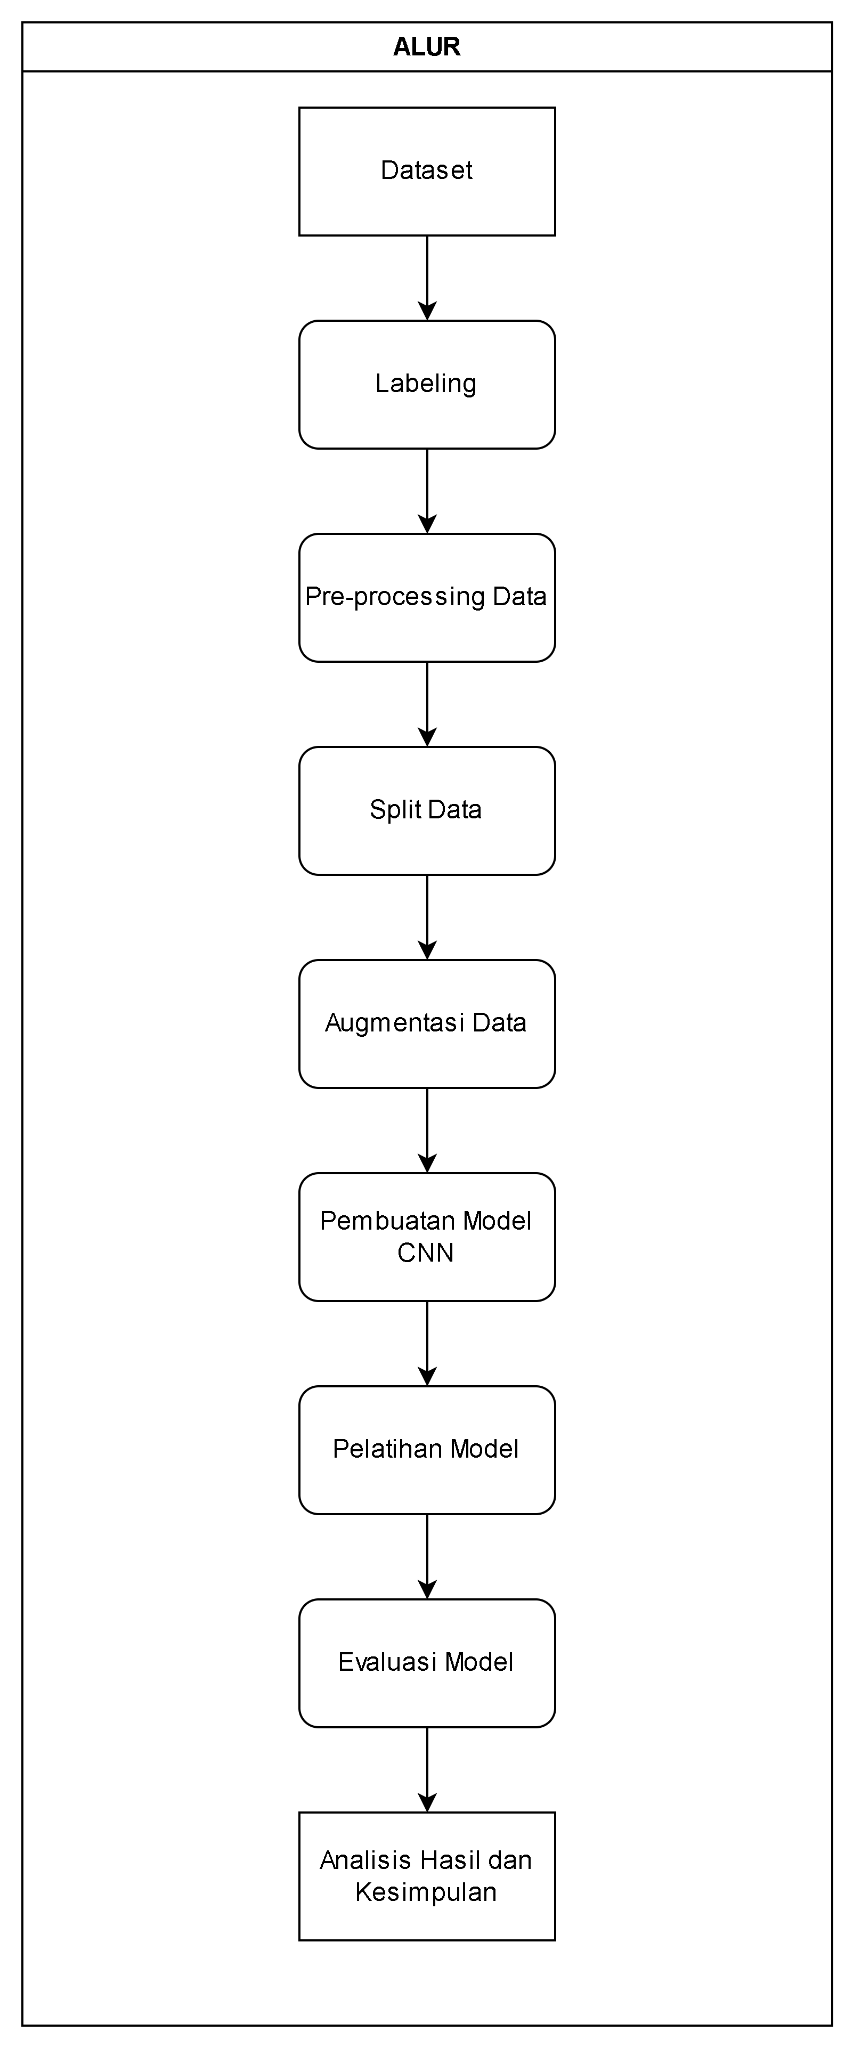 ALUR
Dataset
Labeling
Pre-processing Data
Split Data
Augmentasi Data
Pembuatan Model
CNN
Pelatihan Model
Evaluasi Model
Analisis Hasil dan
Kesimpulan